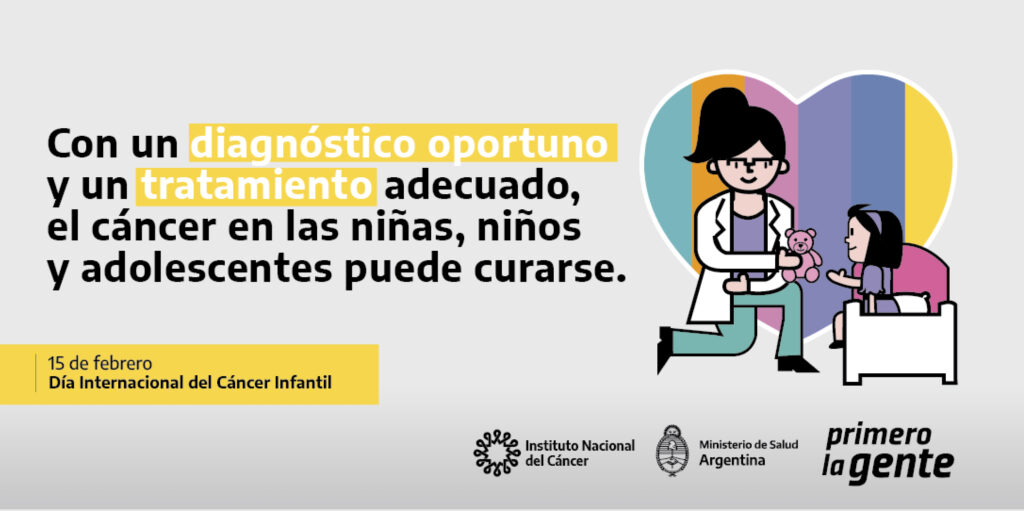 Con un diagnóstico oportuno
y un tratamiento adecuado,
el cáncer en las niñas, niños
y adolescentes puede curarse.
15 de febrero
Día Internacional del Cáncer Infantil
Instituto Nacional
del Cáncer
Ministerio de Salud
Argentina
primero
la gente